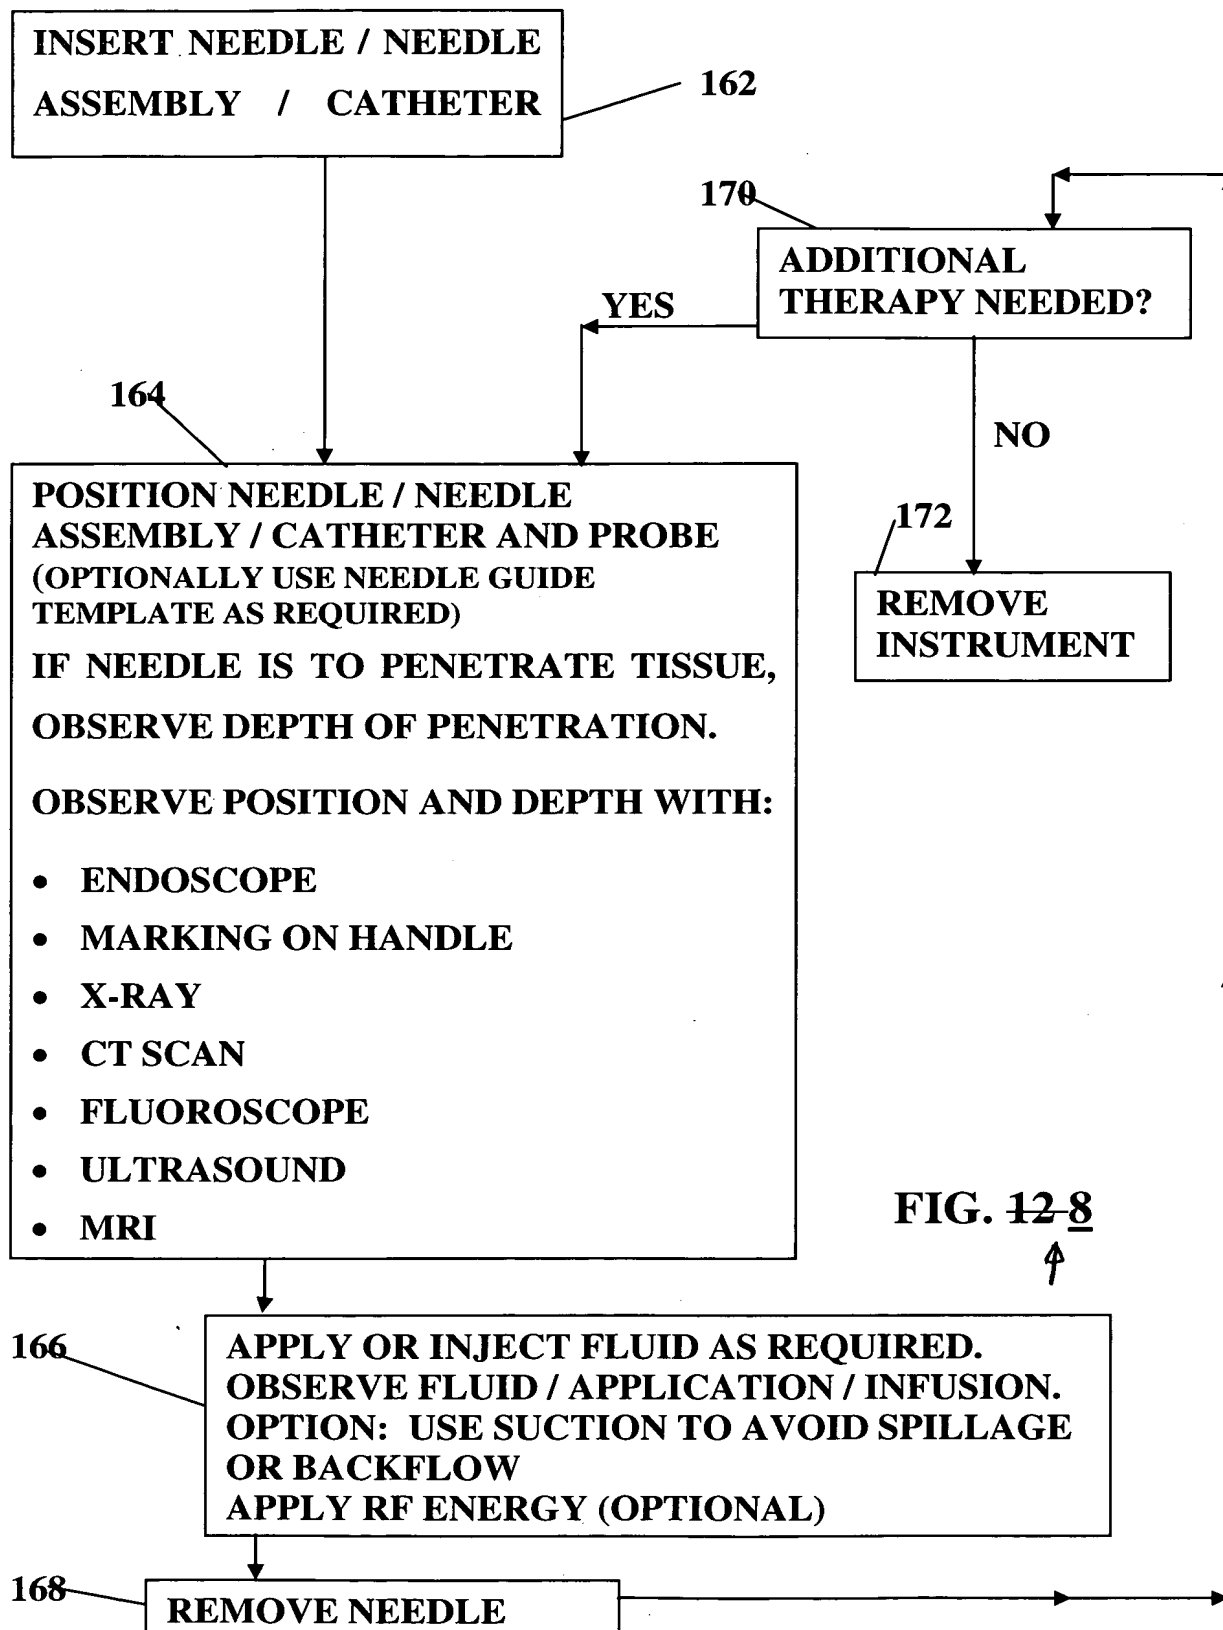 INSERT NEEDLE / NEEDLE
ASSEMBLY / CATHETER
162
170
ADDITIONAL
THERAPY NEEDED?
YES
NO
164
172
REMOVE
INSTRUMENT
POSITION NEEDLE / NEEDLE
ASSEMBLY / CATHETER AND PROBE
(OPTIONALLY USE NEEDLE GUIDE
TEMPLATE AS REQUIRED)
IF NEEDLE IS TO PENETRATE TISSUE,
OBSERVE DEPTH OF PENETRATION.
OBSERVE POSITION AND DEPTH WITH:
• ENDOSCOPE
• MARKING ON HANDLE
• X-RAY
• CT SCAN
• FLUOROSCOPE
• ULTRASOUND
• MRI
FIG. 12 8
166
APPLY OR INJECT FLUID AS REQUIRED.
OBSERVE FLUID / APPLICATION / INFUSION.
OPTION: USE SUCTION TO AVOID SPILLAGE
OR BACKFLOW
APPLY RF ENERGY (OPTIONAL)
168
REMOVE NEEDLE